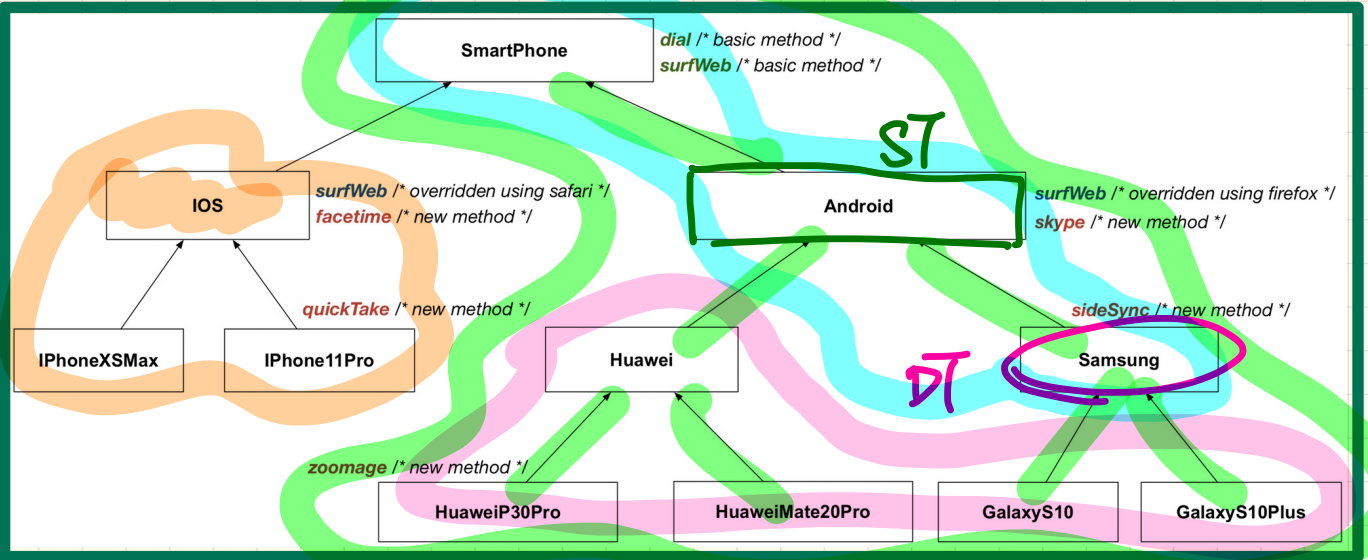 SmartPhone
dial /* basic method */
surfWeb /* basic method */
ST
IOS
surfWeb /* overridden using safari */
facetime /* new method */
Android
surfWeb /* overridden using firefox */
skype /* new method */
quickTake /* new method */
sideSync /* new method */
IPhoneXSMax
IPhone11Pro
Huawei
DT
Samsung
zoomage /* new method */
HuaweiP30Pro
HuaweiMate20Pro
GalaxyS10
GalaxyS10Plus